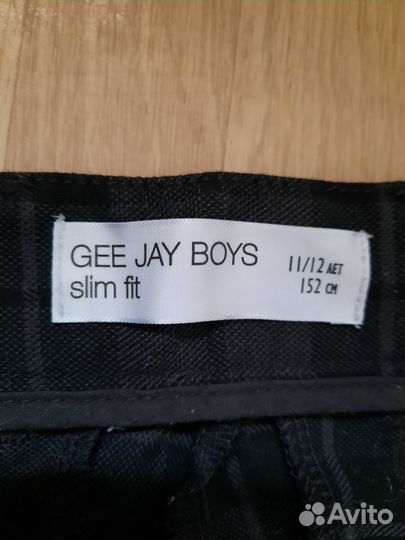 GEE JAY BOYS
slim fit
11/12 ЛЕТ
152 СМ
Avito